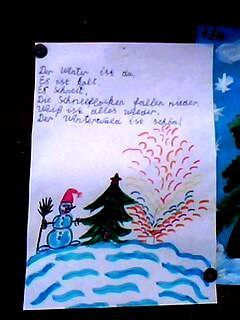 Der Winter ist da.
Es ist kalt.
Es schneit.
Die Schneeflocken fallen nieder,
Weiß ist alles wieder.
Der Winterwald ist schön!